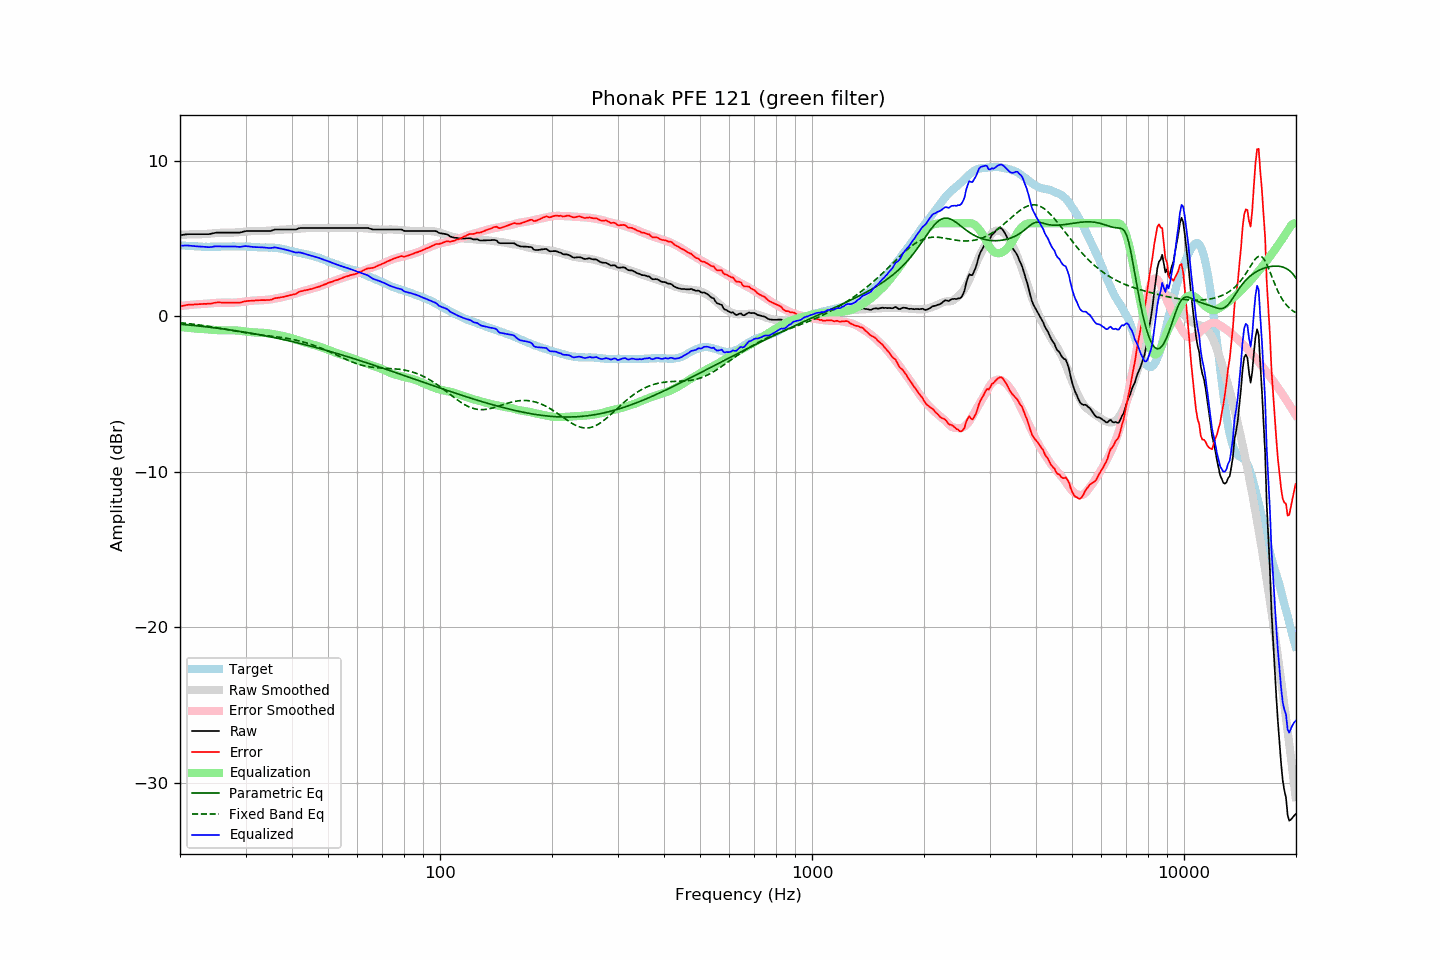 Phonak PFE 121 (green filter)
10
0
−10
−20
−30
Amplitude (dBr)
Target
Raw Smoothed
Error Smoothed
Raw
Error
Equalization
Parametric Eq
Fixed Band Eq
Equalized
100
1000
10000
Frequency (Hz)